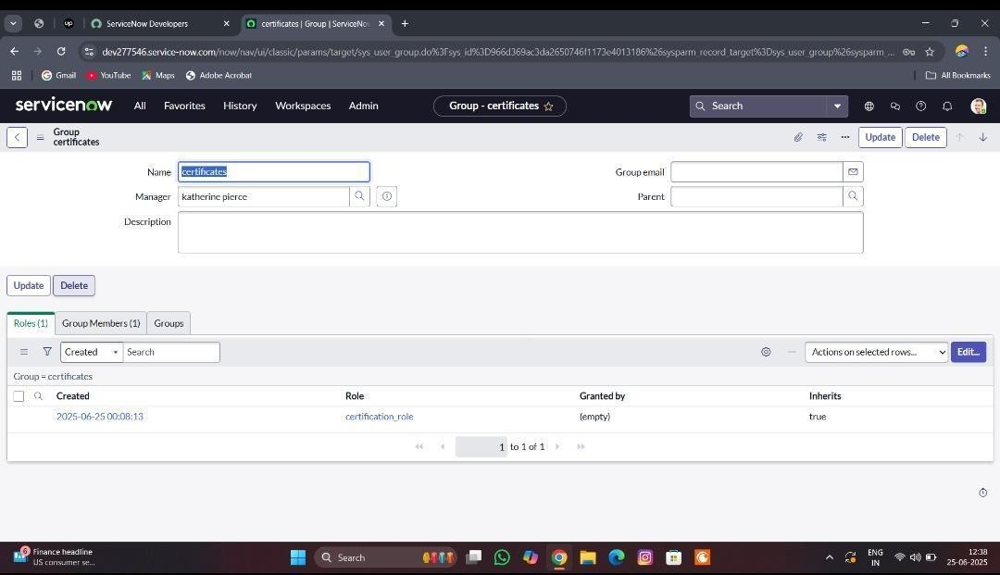 up
ServiceNow Developers
certificates | Group | ServiceNo
dev277546.service-now.com/now/nav/ui/classic/params/target/sys_user_group.do%3Fsys_id%3D966d369ac3da2650746f1173e4013186%26sysparm_record_target%3Dsys_user_group%26sysparm_...
Gmail YouTube Maps Adobe Acrobat All Bookmarks
servicenow All Favorites History Workspaces Admin Group - certificates Search
Group
certificates
Update Delete
Name certificates Group email
Manager katherine pierce Parent
Description
Update Delete
Roles (1) Group Members (1) Groups
Created Search Actions on selected rows... Edit...
Group = certificates
Created Role Granted by Inherits
2025-06-25 00:08:13 certification_role (empty) true
1 to 1 of 1
Finance headline
US consumer se...
Search
ENG
IN
12:38
25-06-2025